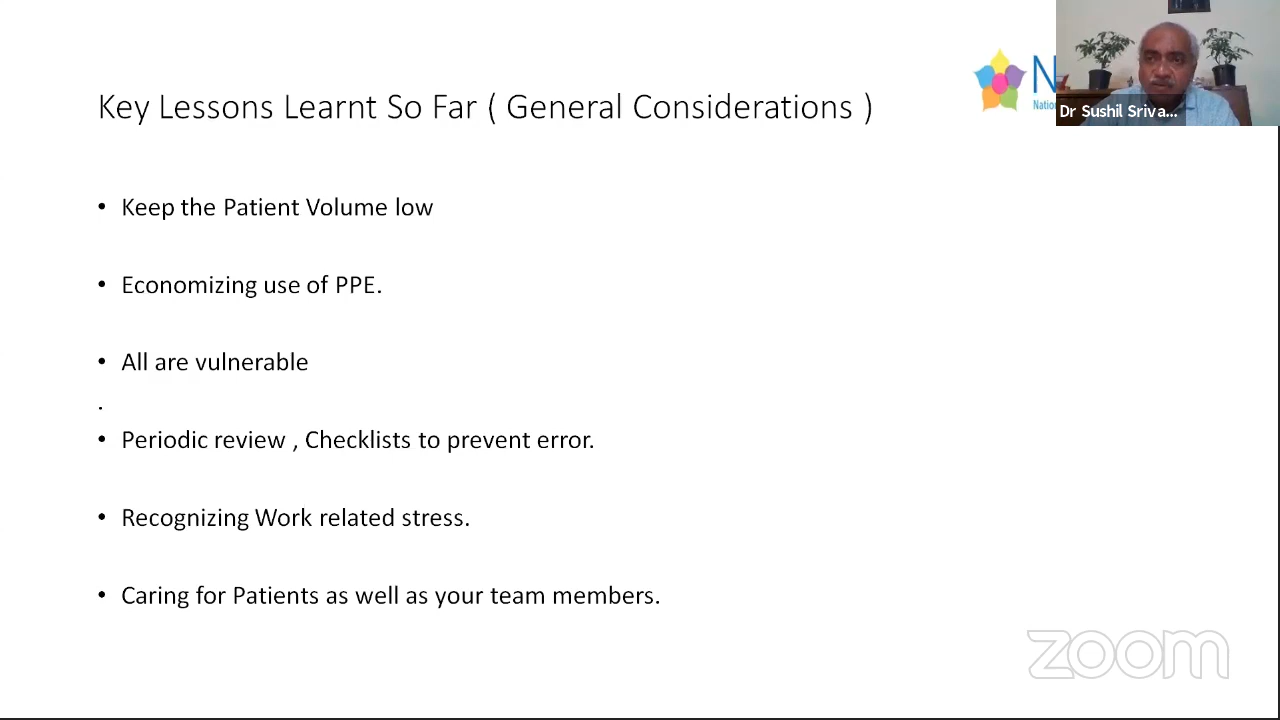 Key Lessons Learnt So Far ( General Considerations )
N
Nation
Dr Sushil Sriva...
• Keep the Patient Volume low
• Economizing use of PPE.
• All are vulnerable
.
• Periodic review , Checklists to prevent error.
• Recognizing Work related stress.
• Caring for Patients as well as your team members.
zoom